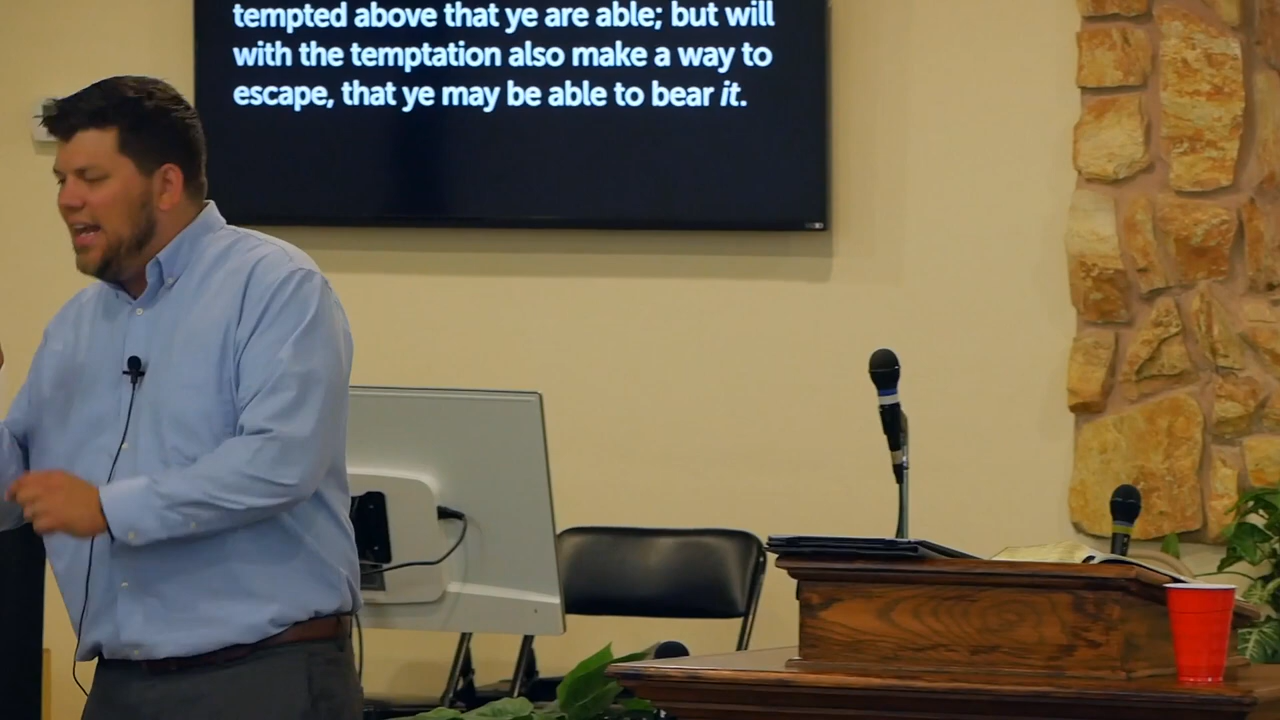 tempted above that ye are able; but will
with the temptation also make a way to
escape, that ye may be able to bear it.